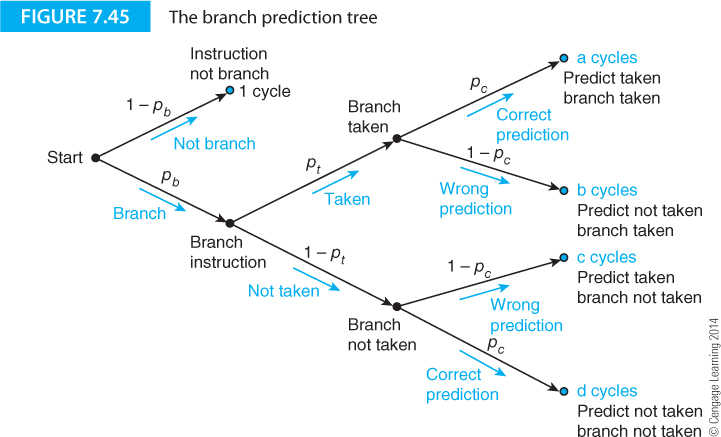 FIGURE 7.45 The branch prediction tree
Instruction
not branch
1 cycle
1 – p_b
Not branch
Start
p_b
Branch
Branch
instruction
Branch
taken
p_t
Taken
1 – p_t
Not taken
Branch
not taken
p_c
Correct
prediction
a cycles
Predict taken
branch taken
1 – p_c
Wrong
prediction
b cycles
Predict not taken
branch taken
1 – p_c
Wrong
prediction
c cycles
Predict taken
branch not taken
p_c
Correct
prediction
d cycles
Predict not taken
branch not taken
© Cengage Learning 2014